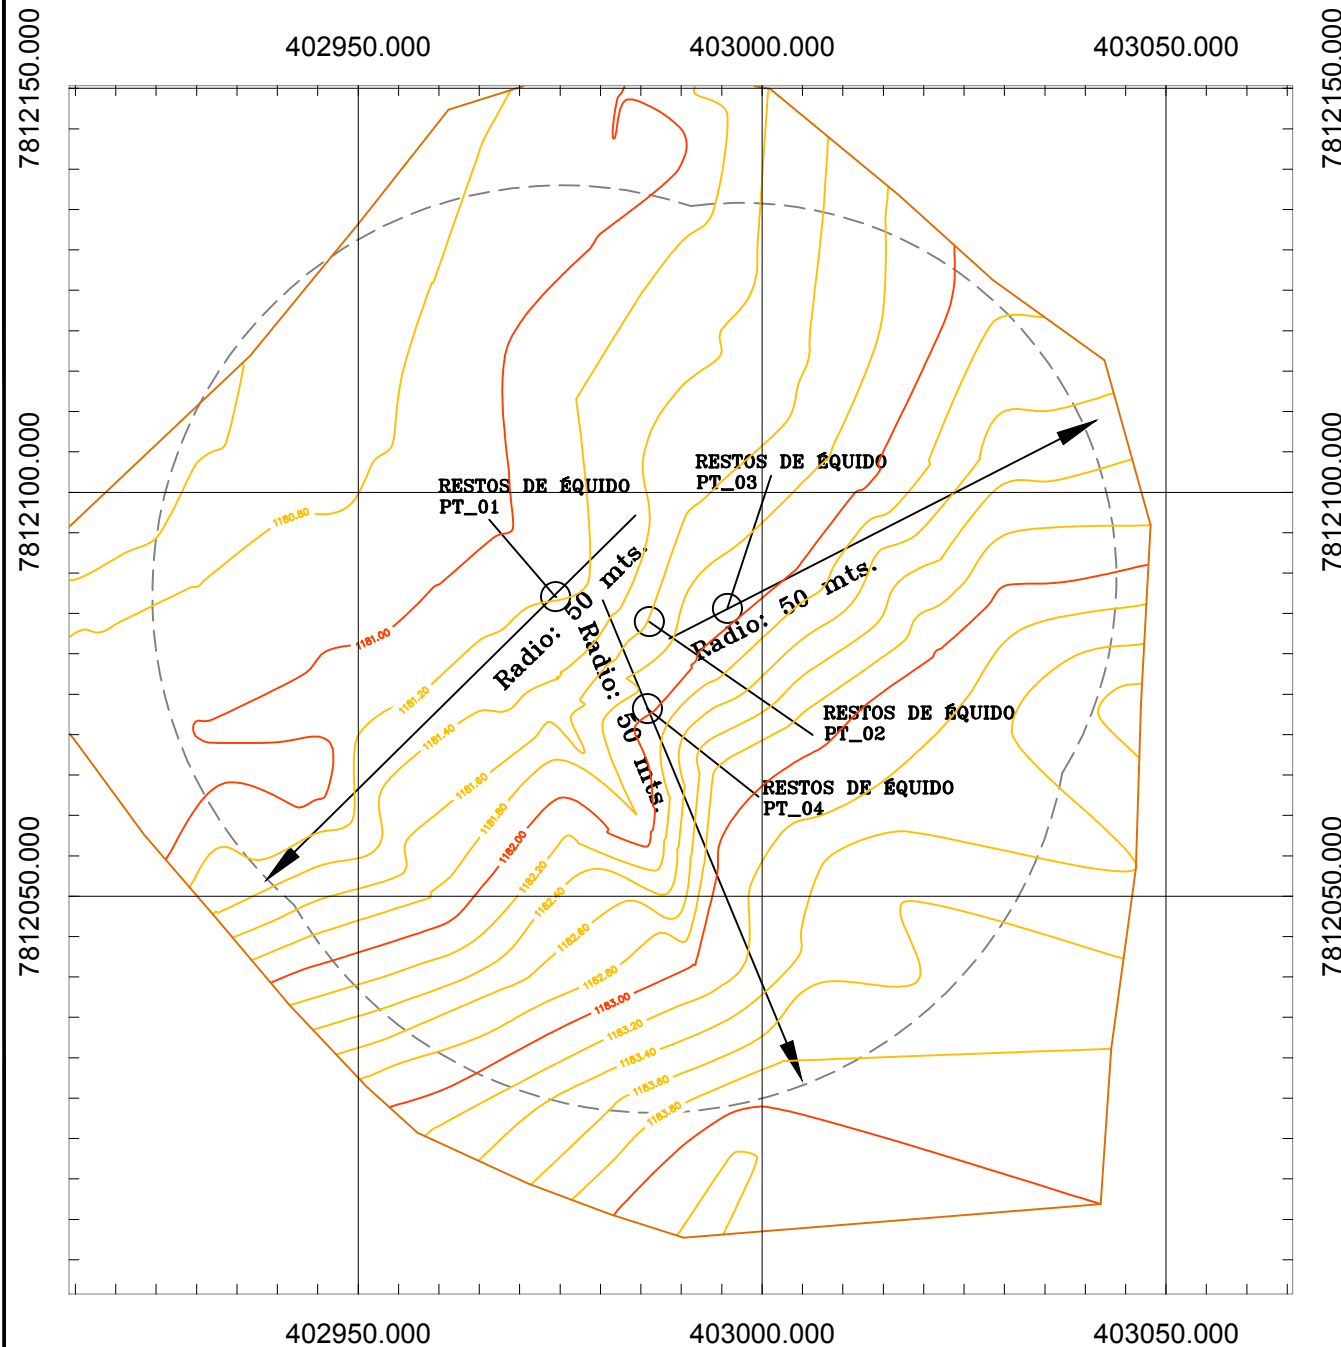 402950.000
403000.000
403050.000
7812150.000
7812150.000
7812100.000
7812100.000
7812050.000
7812050.000
RESTOS DE ÉQUIDO
PT_03
RESTOS DE ÉQUIDO
PT_01
1180.80
Radio: 50 mts.
Radio: 50 mts.
Radio: 50 mts.
1181.00
1181.20
1181.40
RESTOS DE ÉQUIDO
PT_02
RESTOS DE ÉQUIDO
PT_04
1181.60
1181.80
1182.00
1182.20
1182.40
1182.60
1182.80
1183.00
1183.20
1183.40
1183.60
1183.80
402950.000
403000.000
403050.000